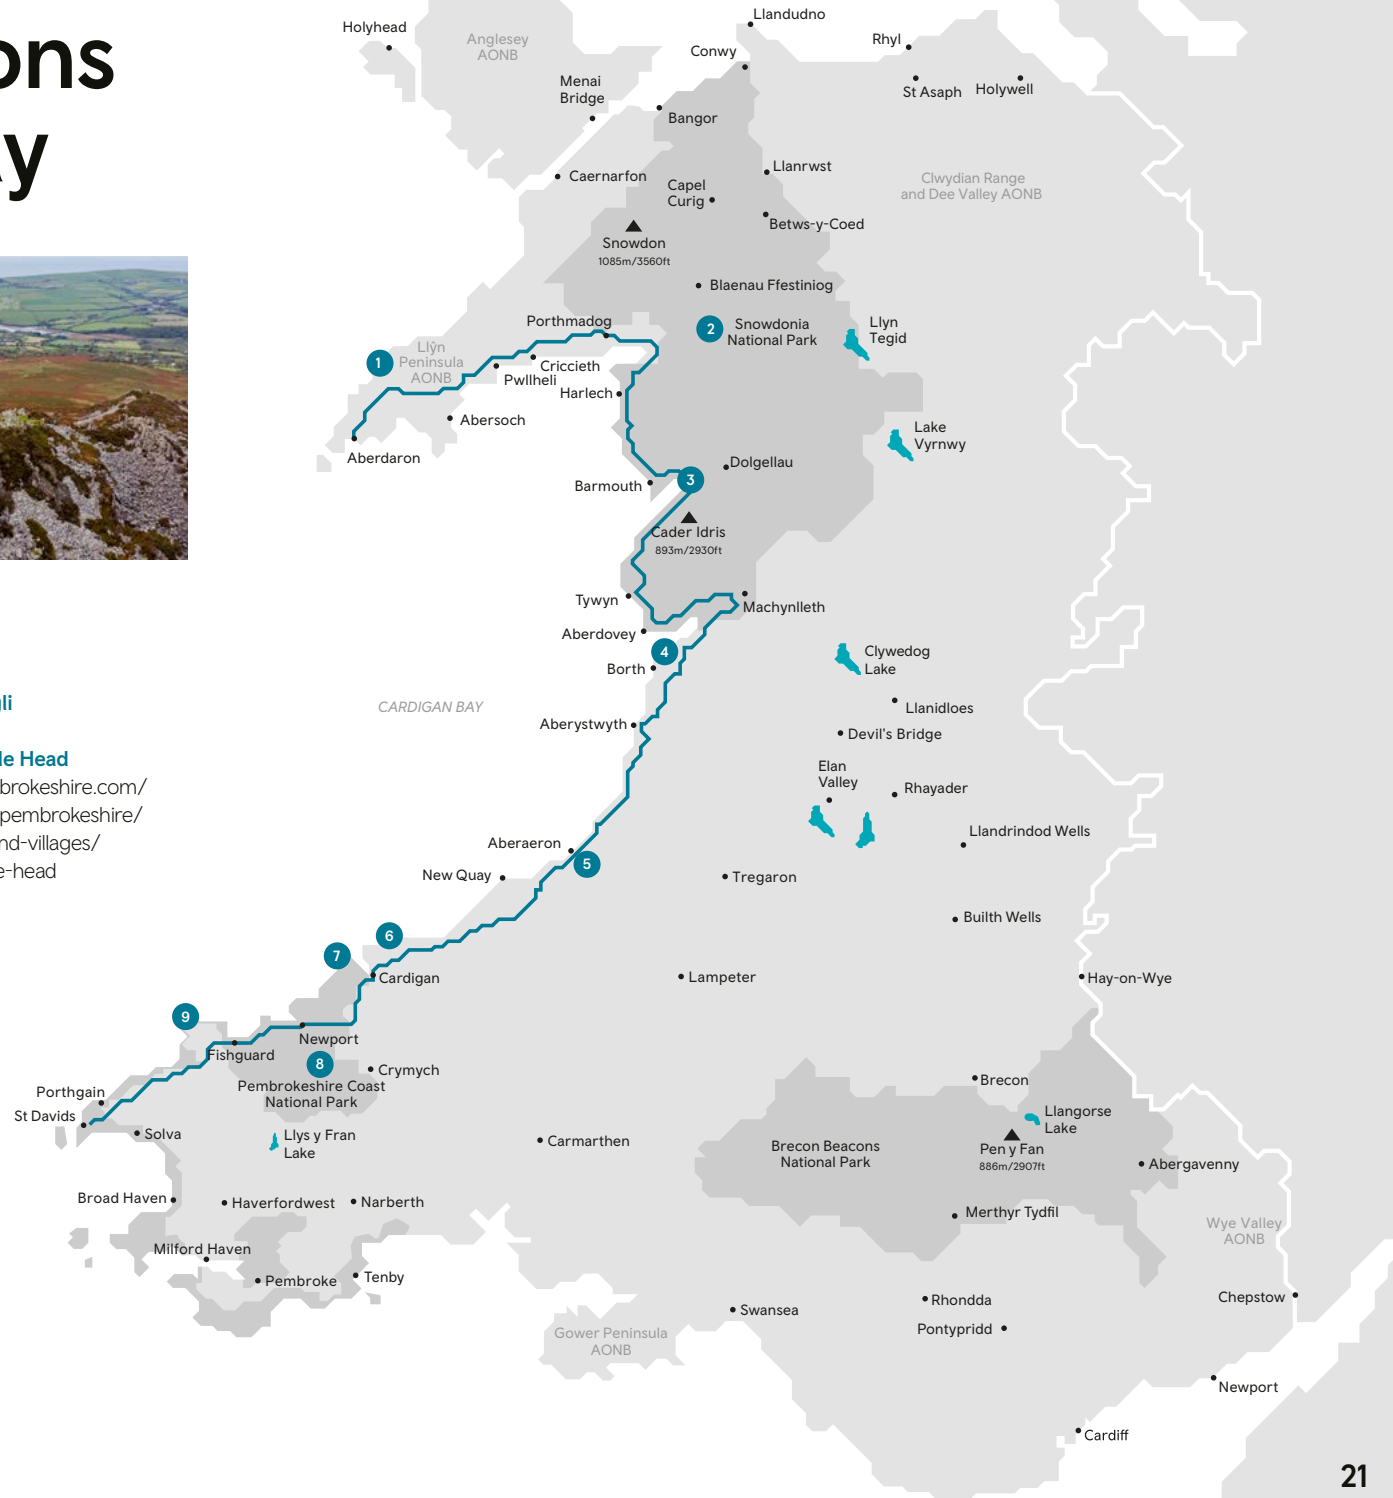 ons
y
li
le Head
brokeshire.com/
pembrokeshire/
nd-villages/
e-head
Holyhead
Anglesey
AONB
Llandudno
Conwy
Rhyl
St Asaph
Holywell
Menai
Bridge
Bangor
Caernarfon
Llanrwst
Capel
Curig
Clwydian Range
and Dee Valley AONB
Betws-y-Coed
Snowdon
1085m/3560ft
Blaenau Ffestiniog
Porthmadog
2
Snowdonia
National Park
Llyn
Tegid
1
Llŷn
Peninsula
AONB
Criccieth
Pwllheli
Harlech
Abersoch
Aberdaron
Lake
Vyrnwy
Dolgellau
Barmouth
3
Cader Idris
893m/2930ft
Tywyn
Machynlleth
Aberdovey
4
Borth
Clywedog
Lake
CARDIGAN BAY
Llanidloes
Aberystwyth
Devil's Bridge
Elan
Valley
Rhayader
Llandrindod Wells
Aberaeron
5
New Quay
Tregaron
Builth Wells
6
7
Cardigan
Lampeter
Hay-on-Wye
9
Newport
Fishguard
8
Crymych
Pembrokeshire Coast
National Park
Brecon
Porthgain
St Davids
Solva
Llys y Fran
Lake
Carmarthen
Brecon Beacons
National Park
Llangorse
Lake
Pen y Fan
886m/2907ft
Abergavenny
Broad Haven
Haverfordwest
Narberth
Merthyr Tydfil
Wye Valley
AONB
Milford Haven
Pembroke
Tenby
Swansea
Rhondda
Chepstow
Pontypridd
Gower Peninsula
AONB
Newport
Cardiff
21